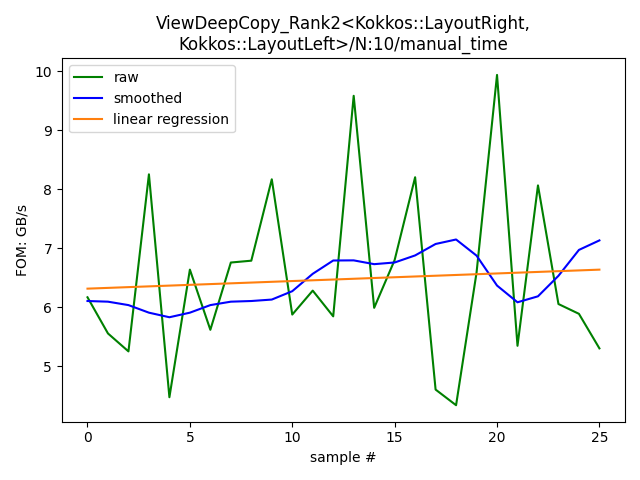 ViewDeepCopy_Rank2<Kokkos::LayoutRight,
Kokkos::LayoutLeft>/N:10/manual_time
raw
smoothed
linear regression
FOM: GB/s
10
9
8
7
6
5
0 5 10 15 20 25
sample #